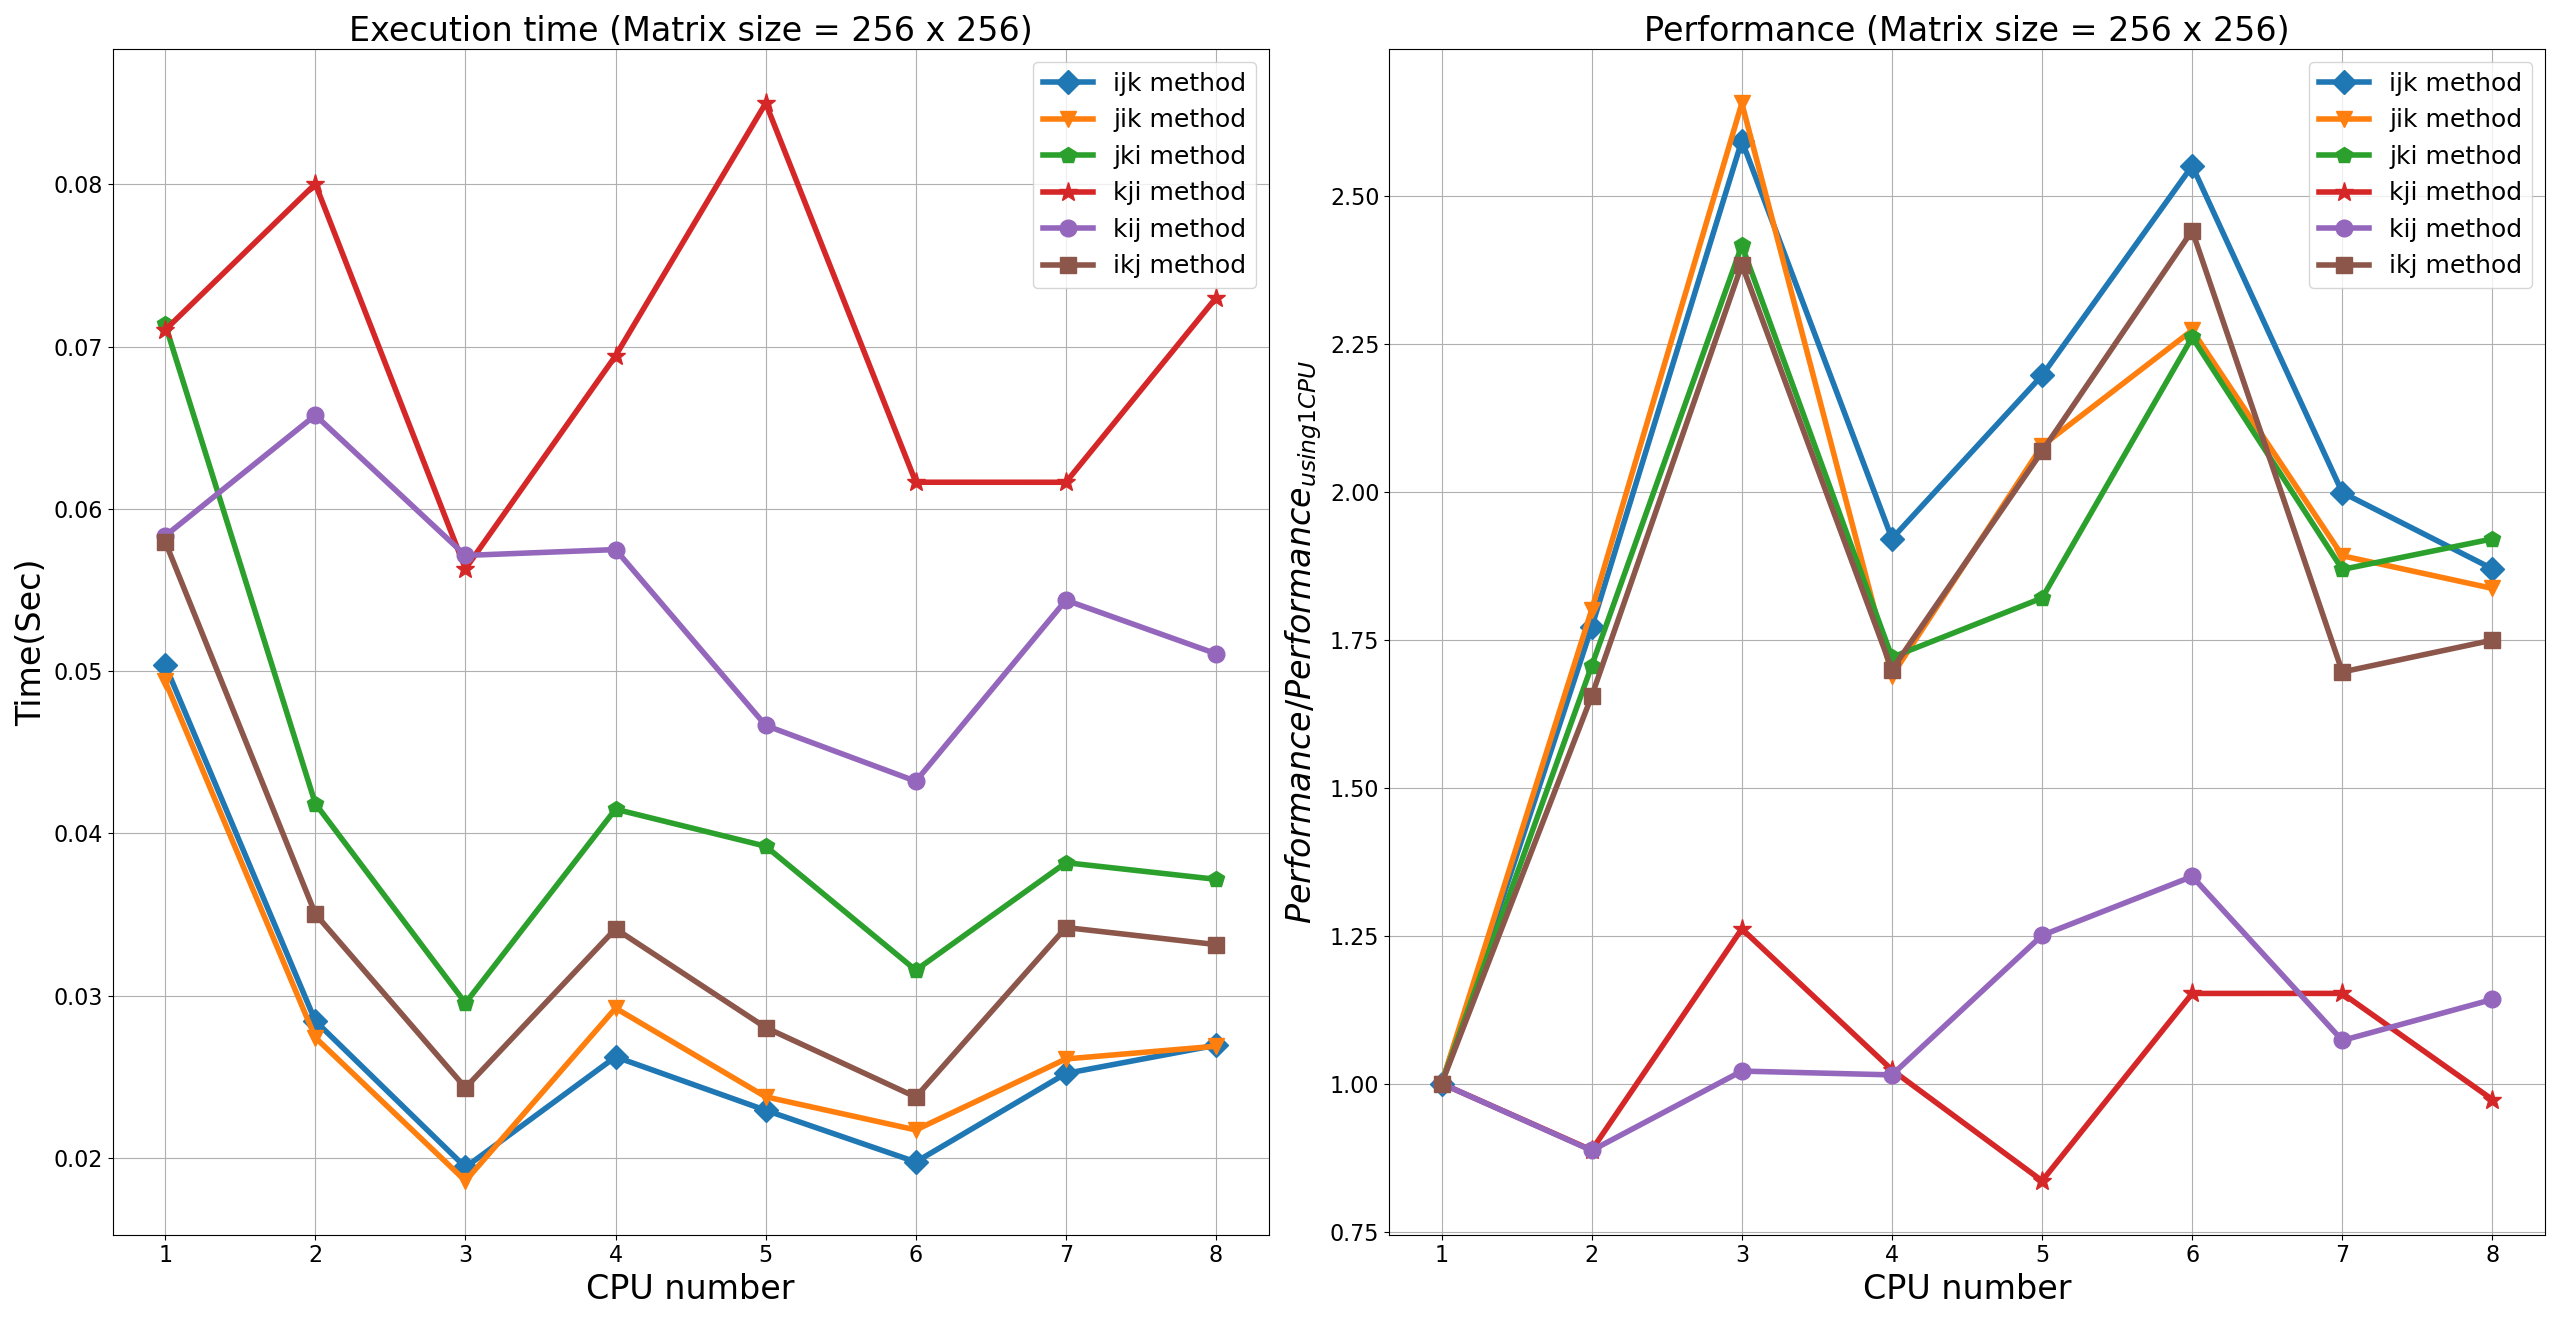 Execution time (Matrix size = 256 x 256)
Time(Sec)
0.08
0.07
0.06
0.05
0.04
0.03
0.02
ijk method
jik method
jki method
kji method
kij method
ikj method
1 2 3 4 5 6 7 8
CPU number
Performance (Matrix size = 256 x 256)
Performance/Performance_using1CPU
2.50
2.25
2.00
1.75
1.50
1.25
1.00
0.75
ijk method
jik method
jki method
kji method
kij method
ikj method
1 2 3 4 5 6 7 8
CPU number